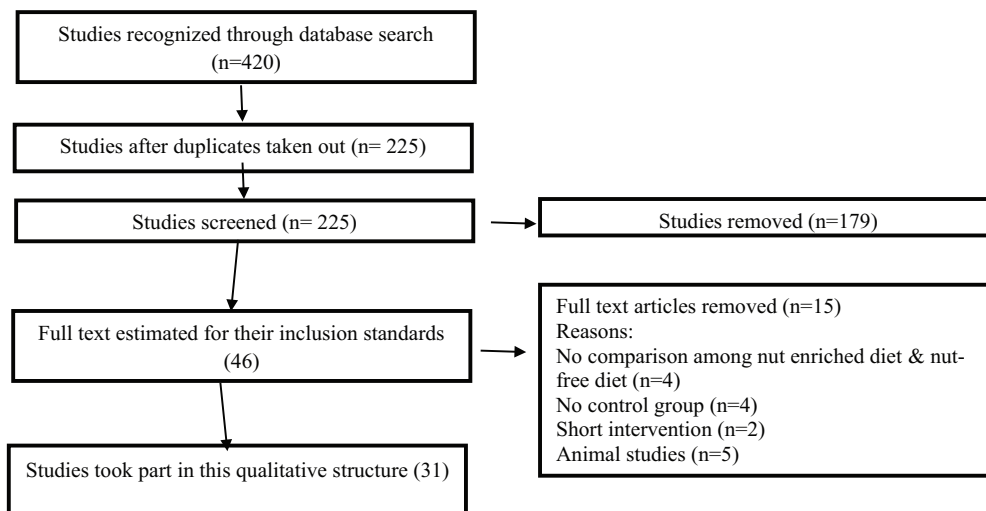 Studies recognized through database search
(n=420)
Studies after duplicates taken out (n= 225)
Studies screened (n= 225)
Studies removed (n=179)
Full text estimated for their inclusion standards
(46)
Full text articles removed (n=15)
Reasons:
No comparison among nut enriched diet & nut-
free diet (n=4)
No control group (n=4)
Short intervention (n=2)
Animal studies (n=5)
Studies took part in this qualitative structure (31)